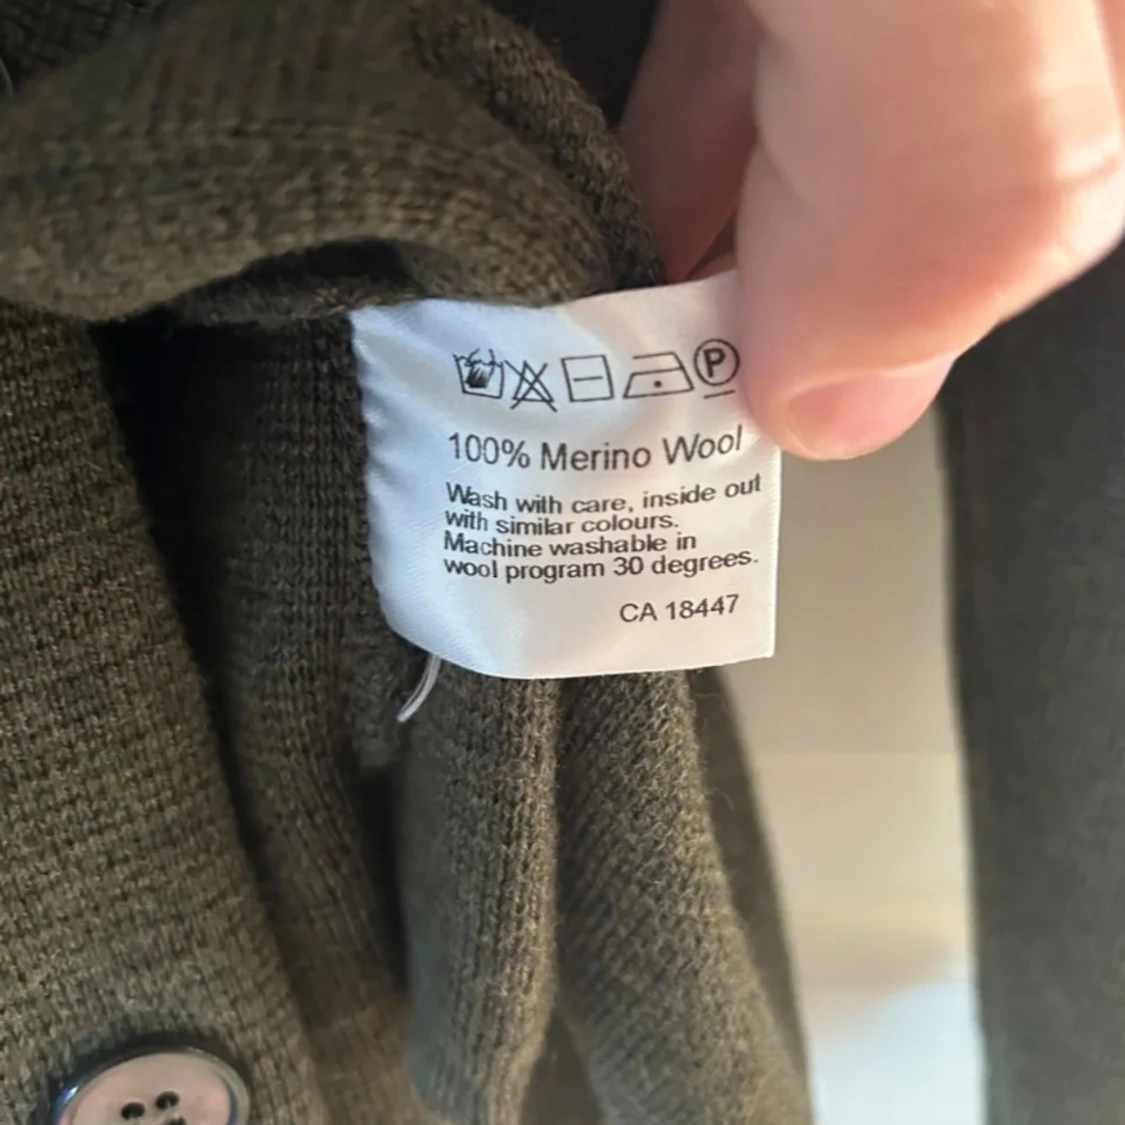 P
100% Merino Wool
Wash with care, inside out
with similar colours.
Machine washable in
wool program 30 degrees.
CA 18447